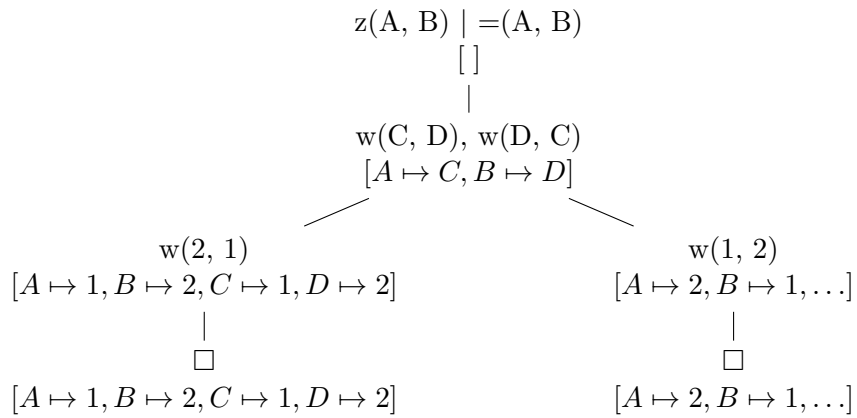 z(A, B) | =(A, B)
[ ]
w(C, D), w(D, C)
[A ↦ C, B ↦ D]
w(2, 1)
[A ↦ 1, B ↦ 2, C ↦ 1, D ↦ 2]
w(1, 2)
[A ↦ 2, B ↦ 1, . . .]
□
[A ↦ 1, B ↦ 2, C ↦ 1, D ↦ 2]
□
[A ↦ 2, B ↦ 1, . . .]